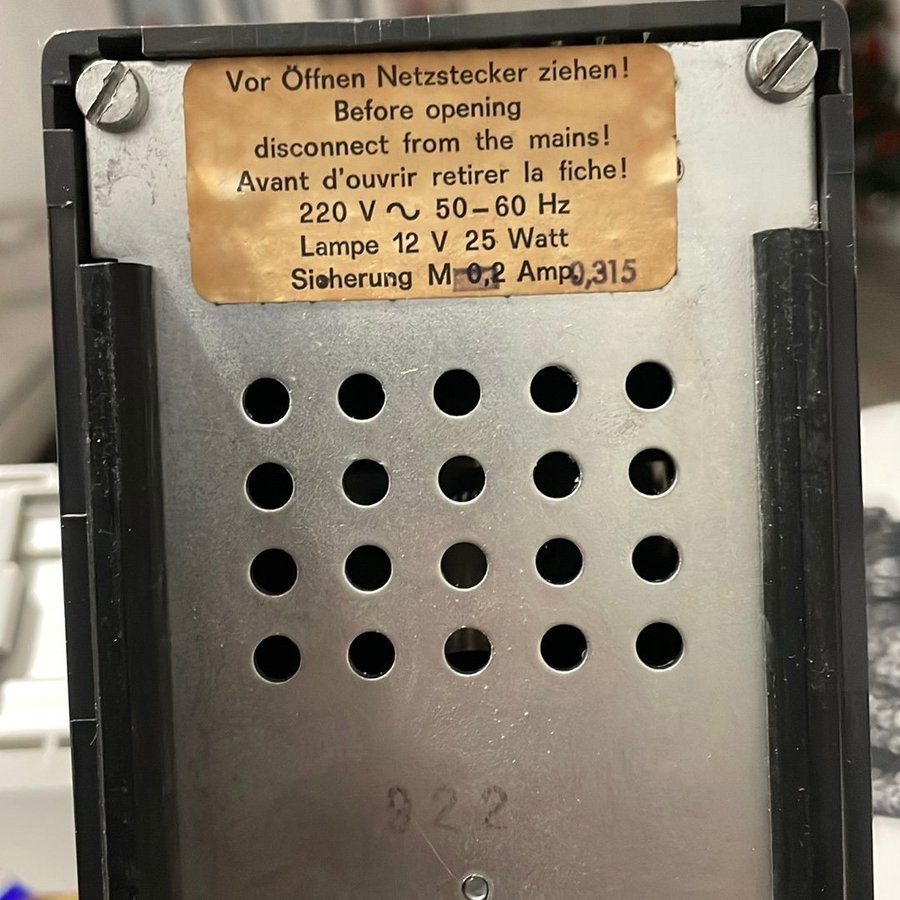 Vor Öffnen Netzstecker ziehen!
Before opening
disconnect from the mains!
Avant d'ouvrir retirer la fiche!
220 V ~ 50–60 Hz
Lampe 12 V 25 Watt
Sicherung M 0,2 Amp. 0,315
922